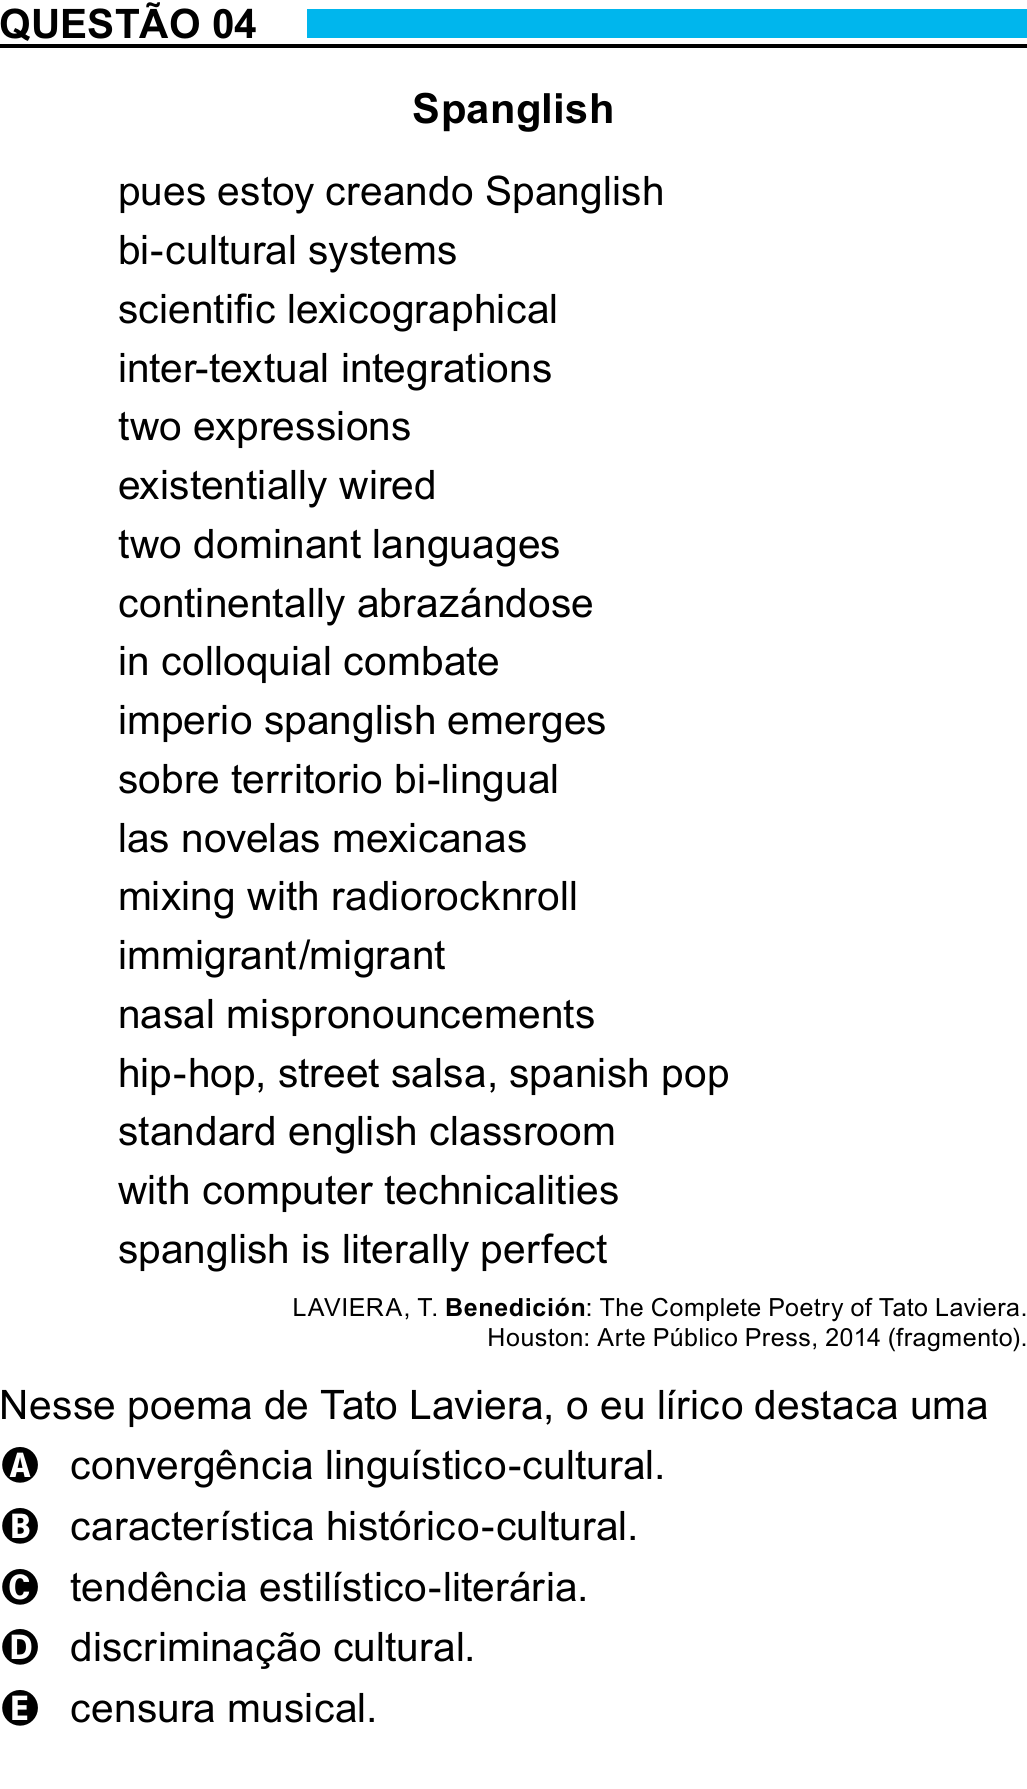 QUESTÃO 04
Spanglish
pues estoy creando Spanglish
bi-cultural systems
scientific lexicographical
inter-textual integrations
two expressions
existentially wired
two dominant languages
continentally abrazándose
in colloquial combate
imperio spanglish emerges
sobre territorio bi-lingual
las novelas mexicanas
mixing with radiorocknroll
immigrant/migrant
nasal mispronouncements
hip-hop, street salsa, spanish pop
standard english classroom
with computer technicalities
spanglish is literally perfect
LAVIERA, T. Benedición: The Complete Poetry of Tato Laviera.
Houston: Arte Público Press, 2014 (fragmento).
Nesse poema de Tato Laviera, o eu lírico destaca uma
A convergência linguístico-cultural.
B característica histórico-cultural.
C tendência estilístico-literária.
D discriminação cultural.
E censura musical.